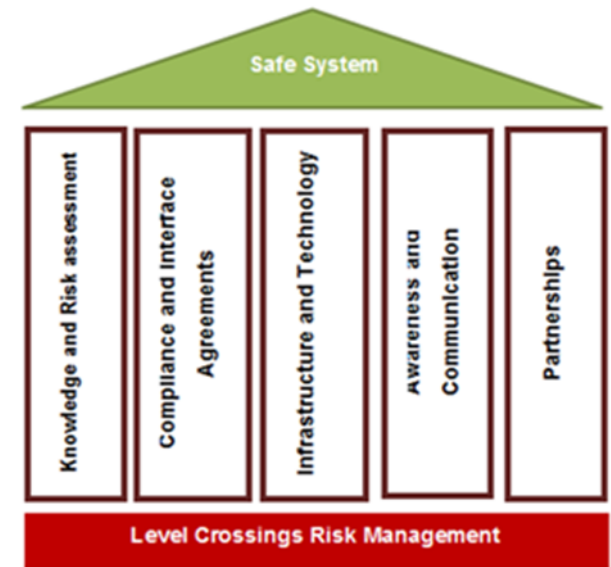 Safe System
Knowledge and Risk assessment
Compliance and Interface
Agreements
Infrastructure and Technology
Awareness and
Communication
Partnerships
Level Crossings Risk Management